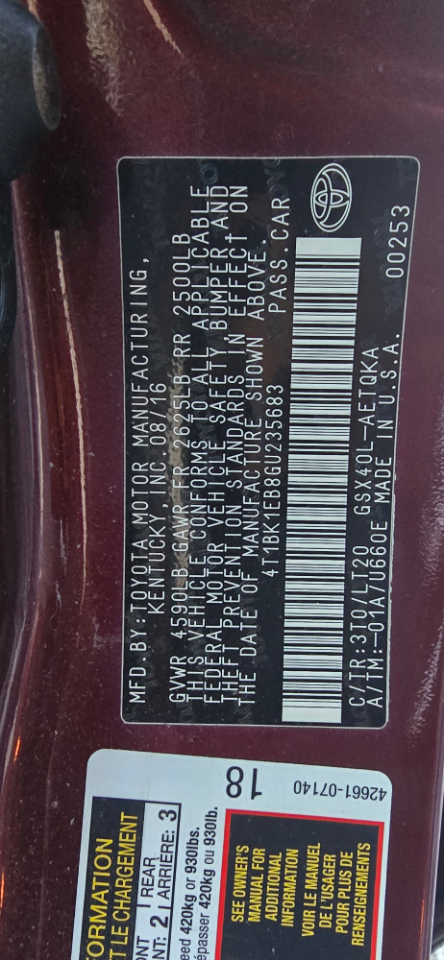 MFD.BY:TOYOTA MOTOR MANUFACTURING,
KENTUCKY, INC. 08/16
GVWR 4590LB GAWR FR 2625LB RR 2500LB
THIS VEHICLE CONFORMS TO ALL APPLICABLE
FEDERAL MOTOR VEHICLE SAFETY, BUMPER, AND
THEFT PREVENTION STANDARDS IN EFFECT ON
THE DATE OF MANUFACTURE SHOWN ABOVE.
4T1BK1EB8GU235683 PASS.CAR
C/TR:3T0/LT20 GSX40L-AETQKA
A/TM:-01A/U660E MADE IN U.S.A.
00253
18
42661-07140
ORMATION
T LE CHARGEMENT
NT: 2
REAR
ARRIÈRE: 3
eed 420kg or 930lbs.
épasser 420kg ou 930lb.
SEE OWNER'S
MANUAL FOR
ADDITIONAL
INFORMATION
VOIR LE MANUEL
DE L'USAGER
POUR PLUS DE
RENSEIGNEMENTS